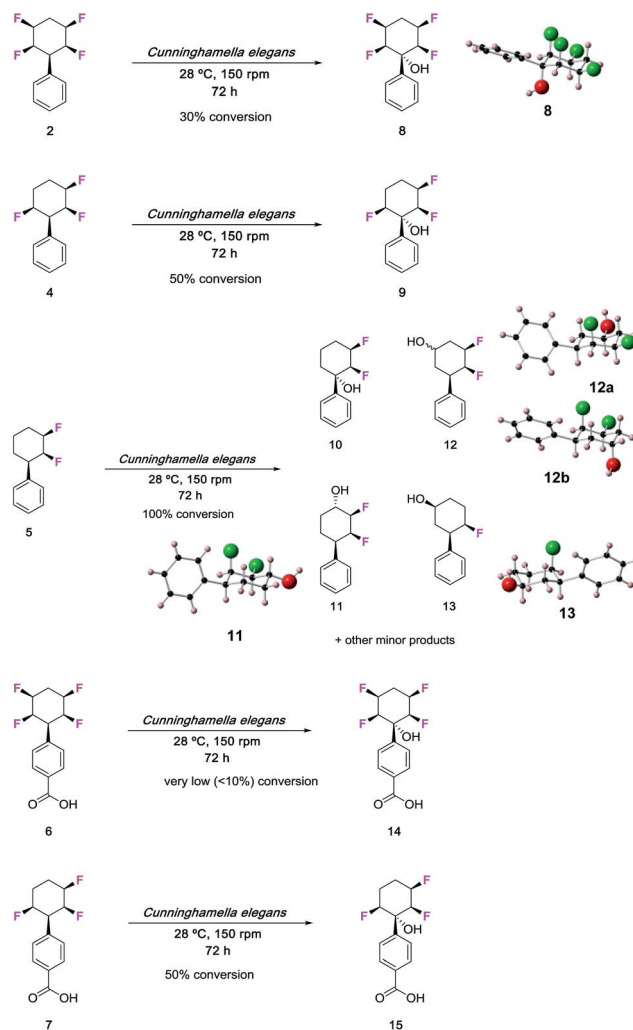 F F
F F
2
Cunninghamella elegans
28 ºC, 150 rpm
72 h
30% conversion
F F
F F
OH
8
8
F
F F
4
Cunninghamella elegans
28 ºC, 150 rpm
72 h
50% conversion
F
F F
OH
9
F
F
5
Cunninghamella elegans
28 ºC, 150 rpm
72 h
100% conversion
F
F
OH
10
HO
F
F
12
12a
12b
OH
F
F
11
HO
F
13
11
13
+ other minor products
F F
F F
O OH
6
Cunninghamella elegans
28 ºC, 150 rpm
72 h
very low (<10%) conversion
F F
F F
OH
O OH
14
F
F F
O OH
7
Cunninghamella elegans
28 ºC, 150 rpm
72 h
50% conversion
F
F F
OH
O OH
15